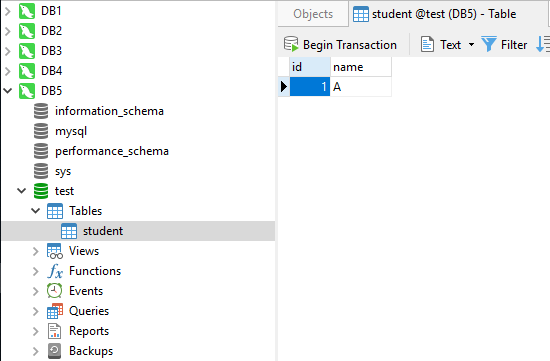 DB1
DB2
DB3
DB4
DB5
information_schema
mysql
performance_schema
sys
test
Tables
student
Views
fx Functions
Events
Queries
Reports
Backups
Objects
student @test (DB5) - Table
Begin Transaction
Text
Filter
id name
1 A